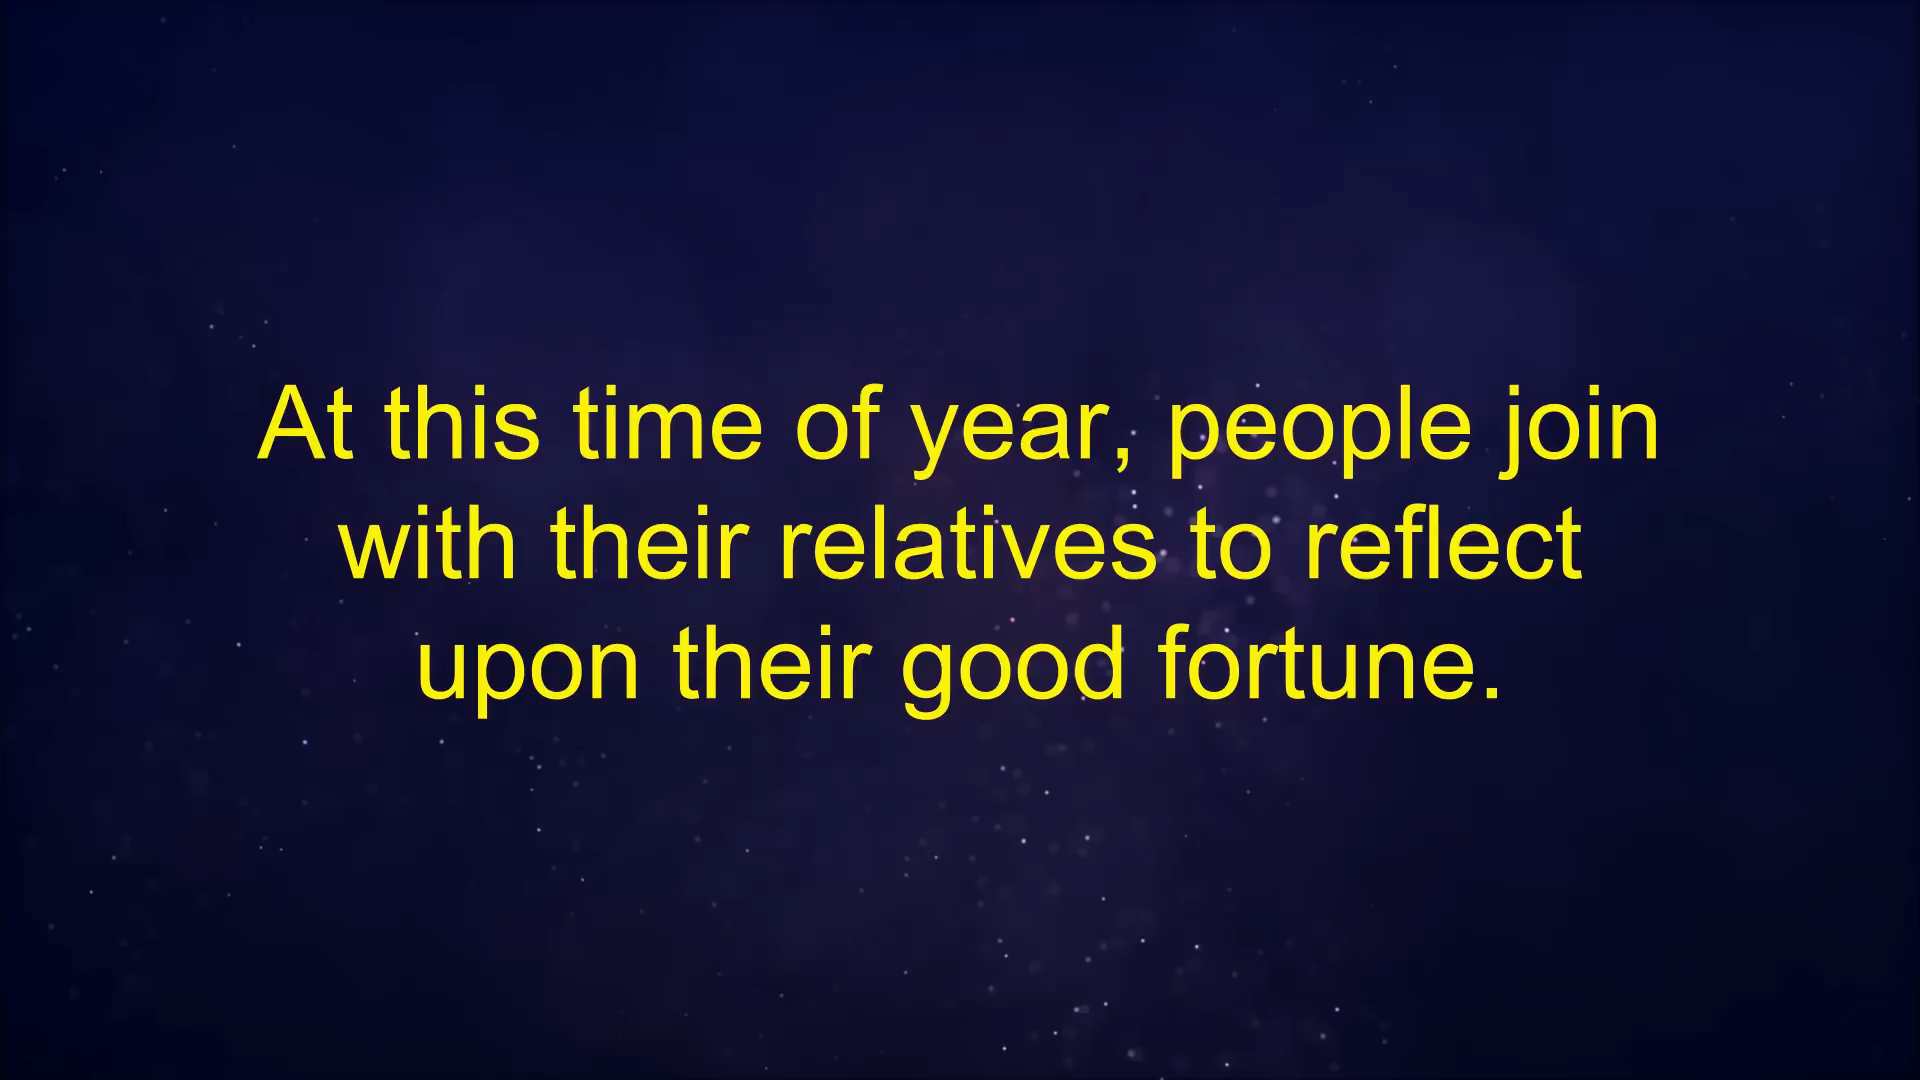 At this time of year, people join
with their relatives to reflect
upon their good fortune.